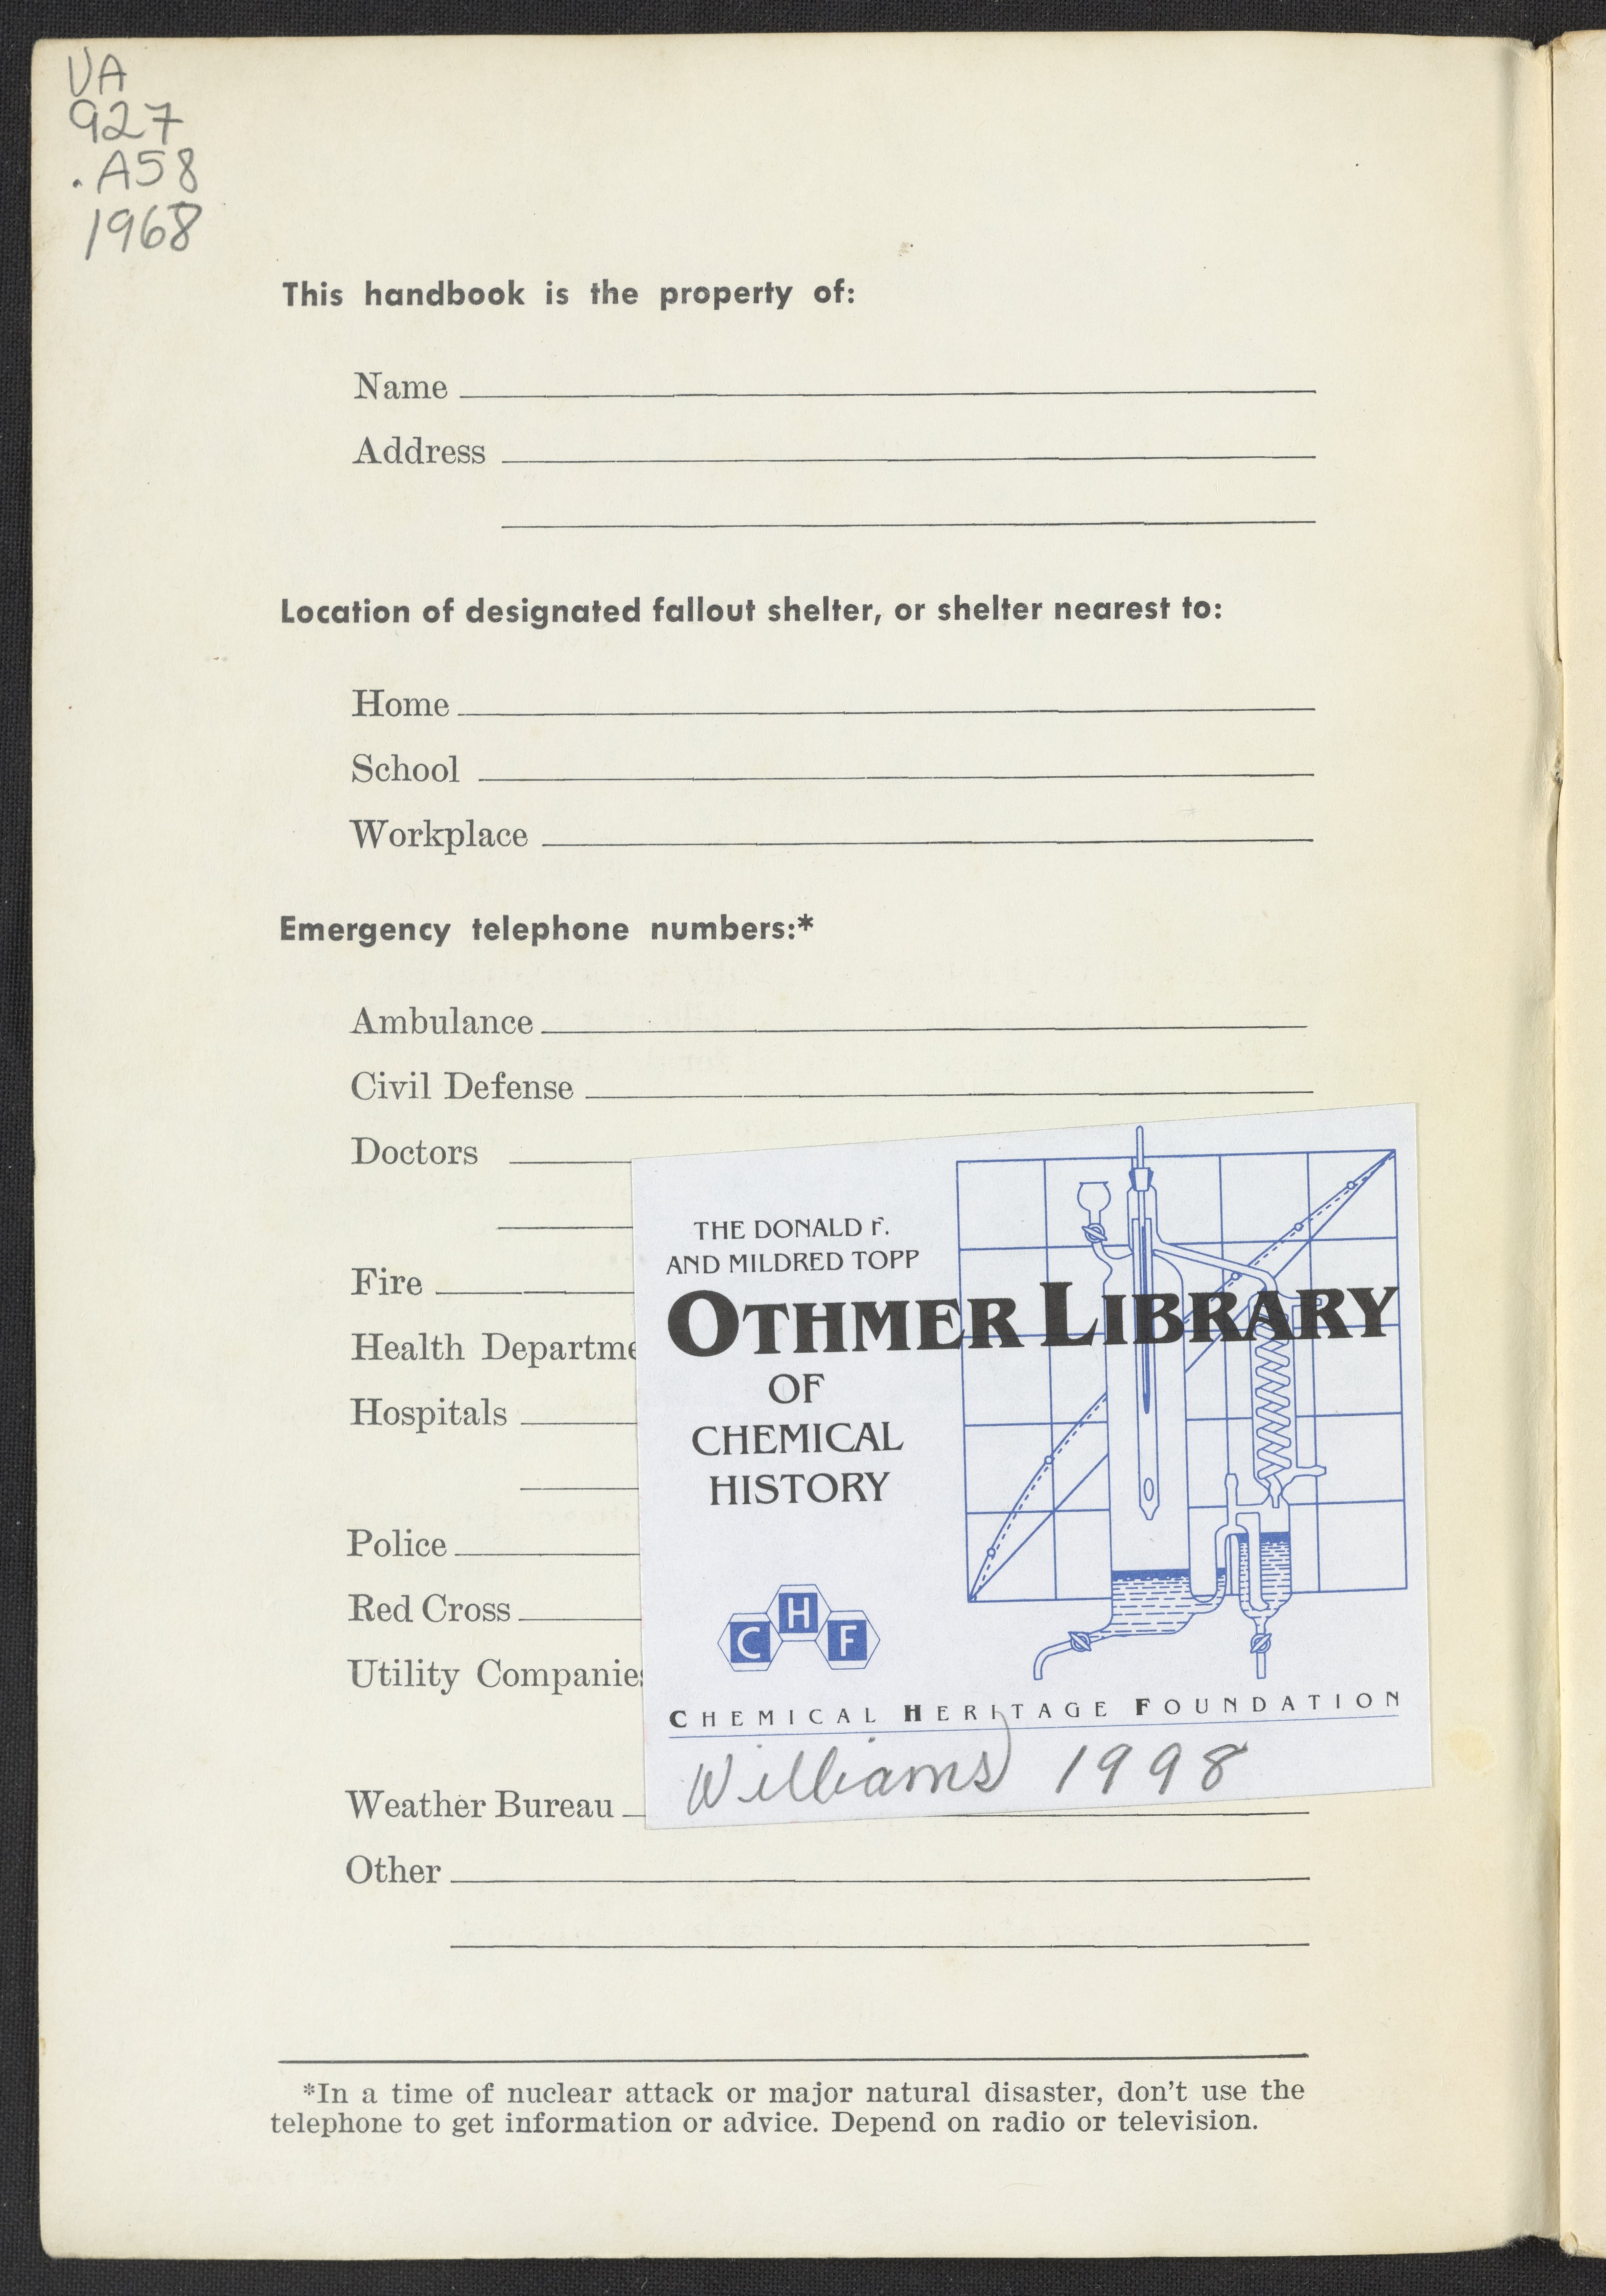 VA
927
.A58
1968
This handbook is the property of:
Name
Address
Location of designated fallout shelter, or shelter nearest to:
Home
School
Workplace
Emergency telephone numbers:*
Ambulance
Civil Defense
Doctors
Fire
Health Departme
Hospitals
Police
Red Cross
Utility Companies
Weather Bureau
Other
THE DONALD F.
AND MILDRED TOPP
OTHMER LIBRARY
OF
CHEMICAL
HISTORY
CHF
CHEMICAL HERITAGE FOUNDATION
Williams 1998
*In a time of nuclear attack or major natural disaster, don't use the
telephone to get information or advice. Depend on radio or television.